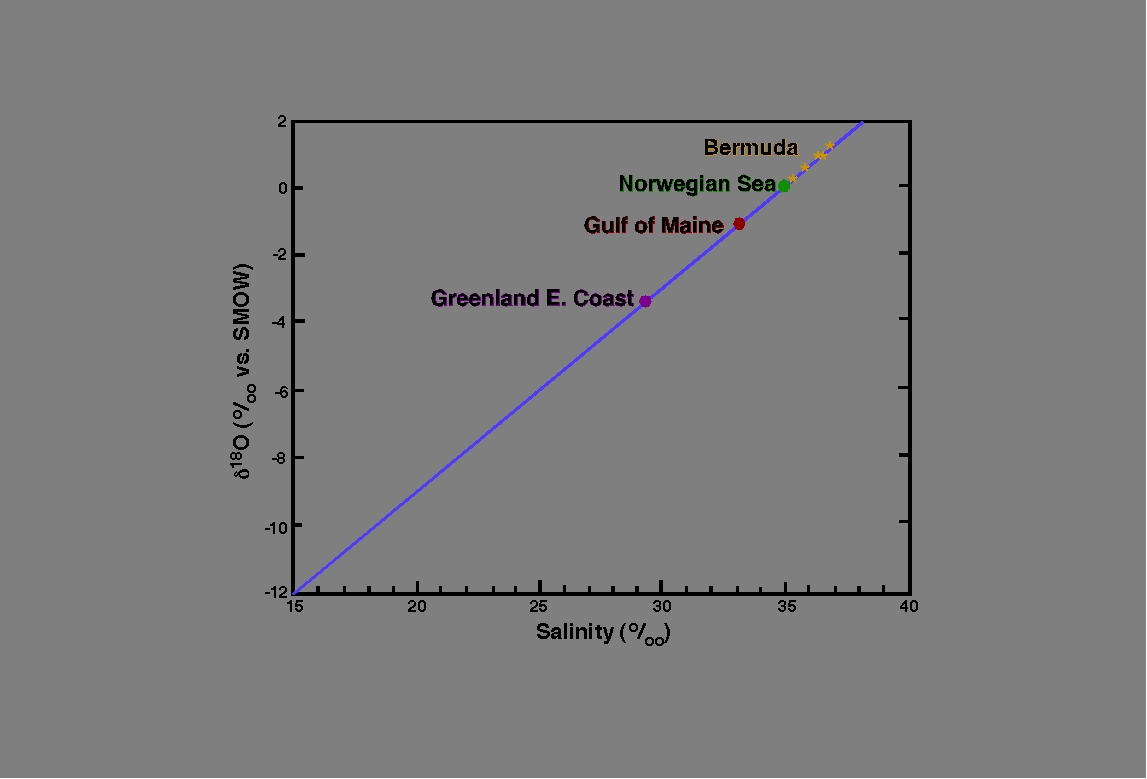 2
Bermuda
0
Norwegian Sea
Gulf of Maine
-2
Greenland E. Coast
-4
-6
-8
-10
-12
δ18O (‰ vs. SMOW)
15 20 25 30 35 40
Salinity (‰)